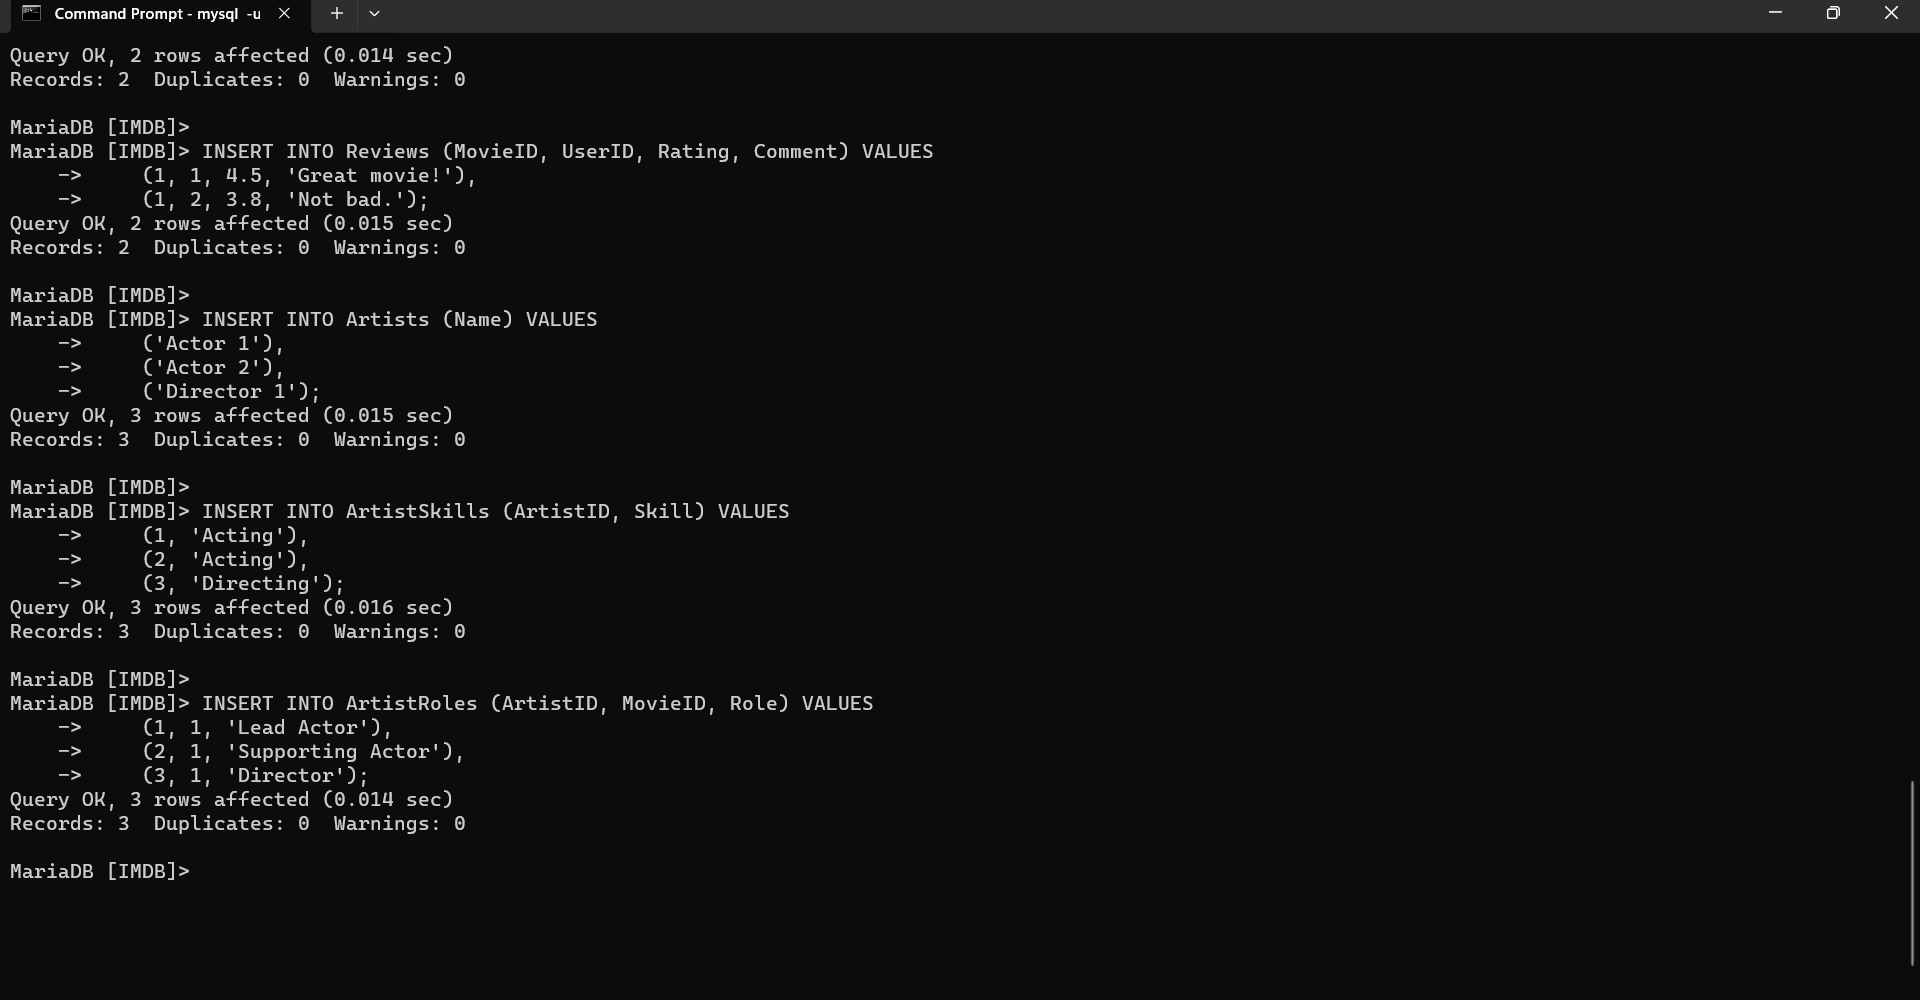 Command Prompt - mysql  -u
Query OK, 2 rows affected (0.014 sec)
Records: 2  Duplicates: 0  Warnings: 0
MariaDB [IMDB]>
MariaDB [IMDB]> INSERT INTO Reviews (MovieID, UserID, Rating, Comment) VALUES
    ->     (1, 1, 4.5, 'Great movie!'),
    ->     (1, 2, 3.8, 'Not bad.');
Query OK, 2 rows affected (0.015 sec)
Records: 2  Duplicates: 0  Warnings: 0
MariaDB [IMDB]>
MariaDB [IMDB]> INSERT INTO Artists (Name) VALUES
    ->     ('Actor 1'),
    ->     ('Actor 2'),
    ->     ('Director 1');
Query OK, 3 rows affected (0.015 sec)
Records: 3  Duplicates: 0  Warnings: 0
MariaDB [IMDB]>
MariaDB [IMDB]> INSERT INTO ArtistSkills (ArtistID, Skill) VALUES
    ->     (1, 'Acting'),
    ->     (2, 'Acting'),
    ->     (3, 'Directing');
Query OK, 3 rows affected (0.016 sec)
Records: 3  Duplicates: 0  Warnings: 0
MariaDB [IMDB]>
MariaDB [IMDB]> INSERT INTO ArtistRoles (ArtistID, MovieID, Role) VALUES
    ->     (1, 1, 'Lead Actor'),
    ->     (2, 1, 'Supporting Actor'),
    ->     (3, 1, 'Director');
Query OK, 3 rows affected (0.014 sec)
Records: 3  Duplicates: 0  Warnings: 0
MariaDB [IMDB]>